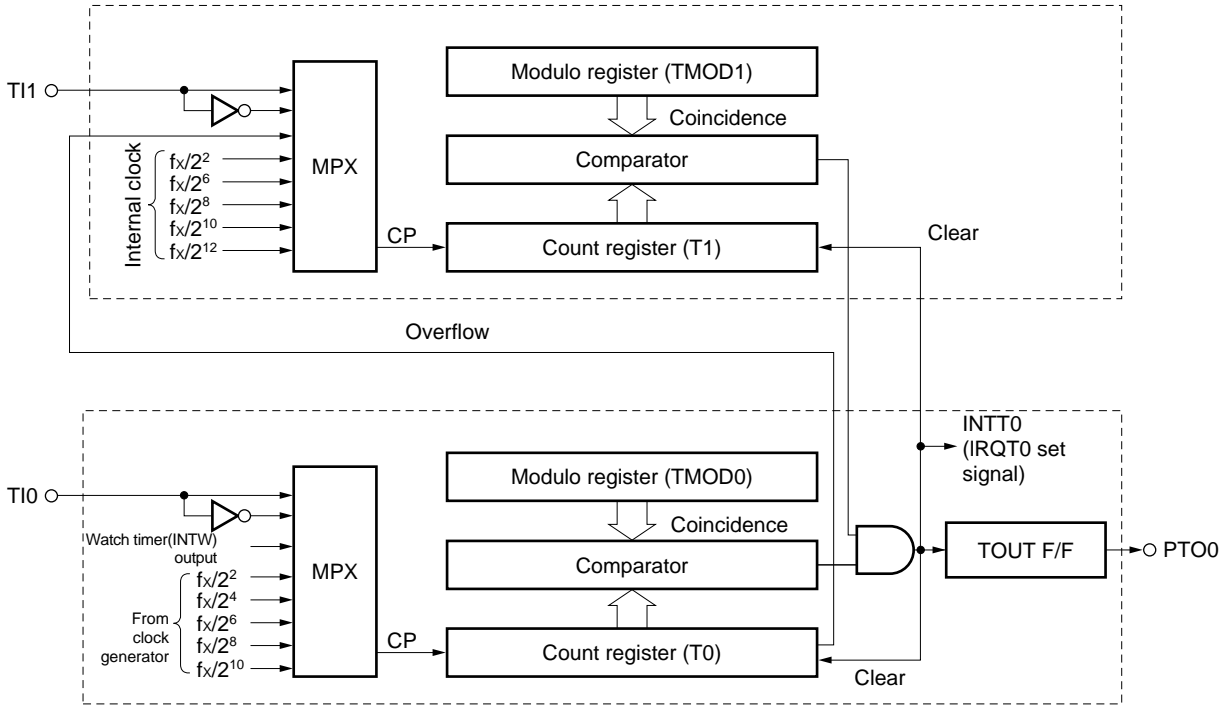 Modulo register (TMOD1)
TI1
Coincidence
MPX
Comparator
Internal clock
fX/2²
fX/2⁶
fX/2⁸
fX/2¹⁰
fX/2¹²
CP
Count register (T1)
Clear
Overflow
INTT0
(IRQT0 set
signal)
Modulo register (TMOD0)
TI0
Coincidence
Watch timer(INTW)
output
MPX
Comparator
TOUT F/F
PTO0
From
clock
generator
fX/2²
fX/2⁴
fX/2⁶
fX/2⁸
fX/2¹⁰
CP
Count register (T0)
Clear